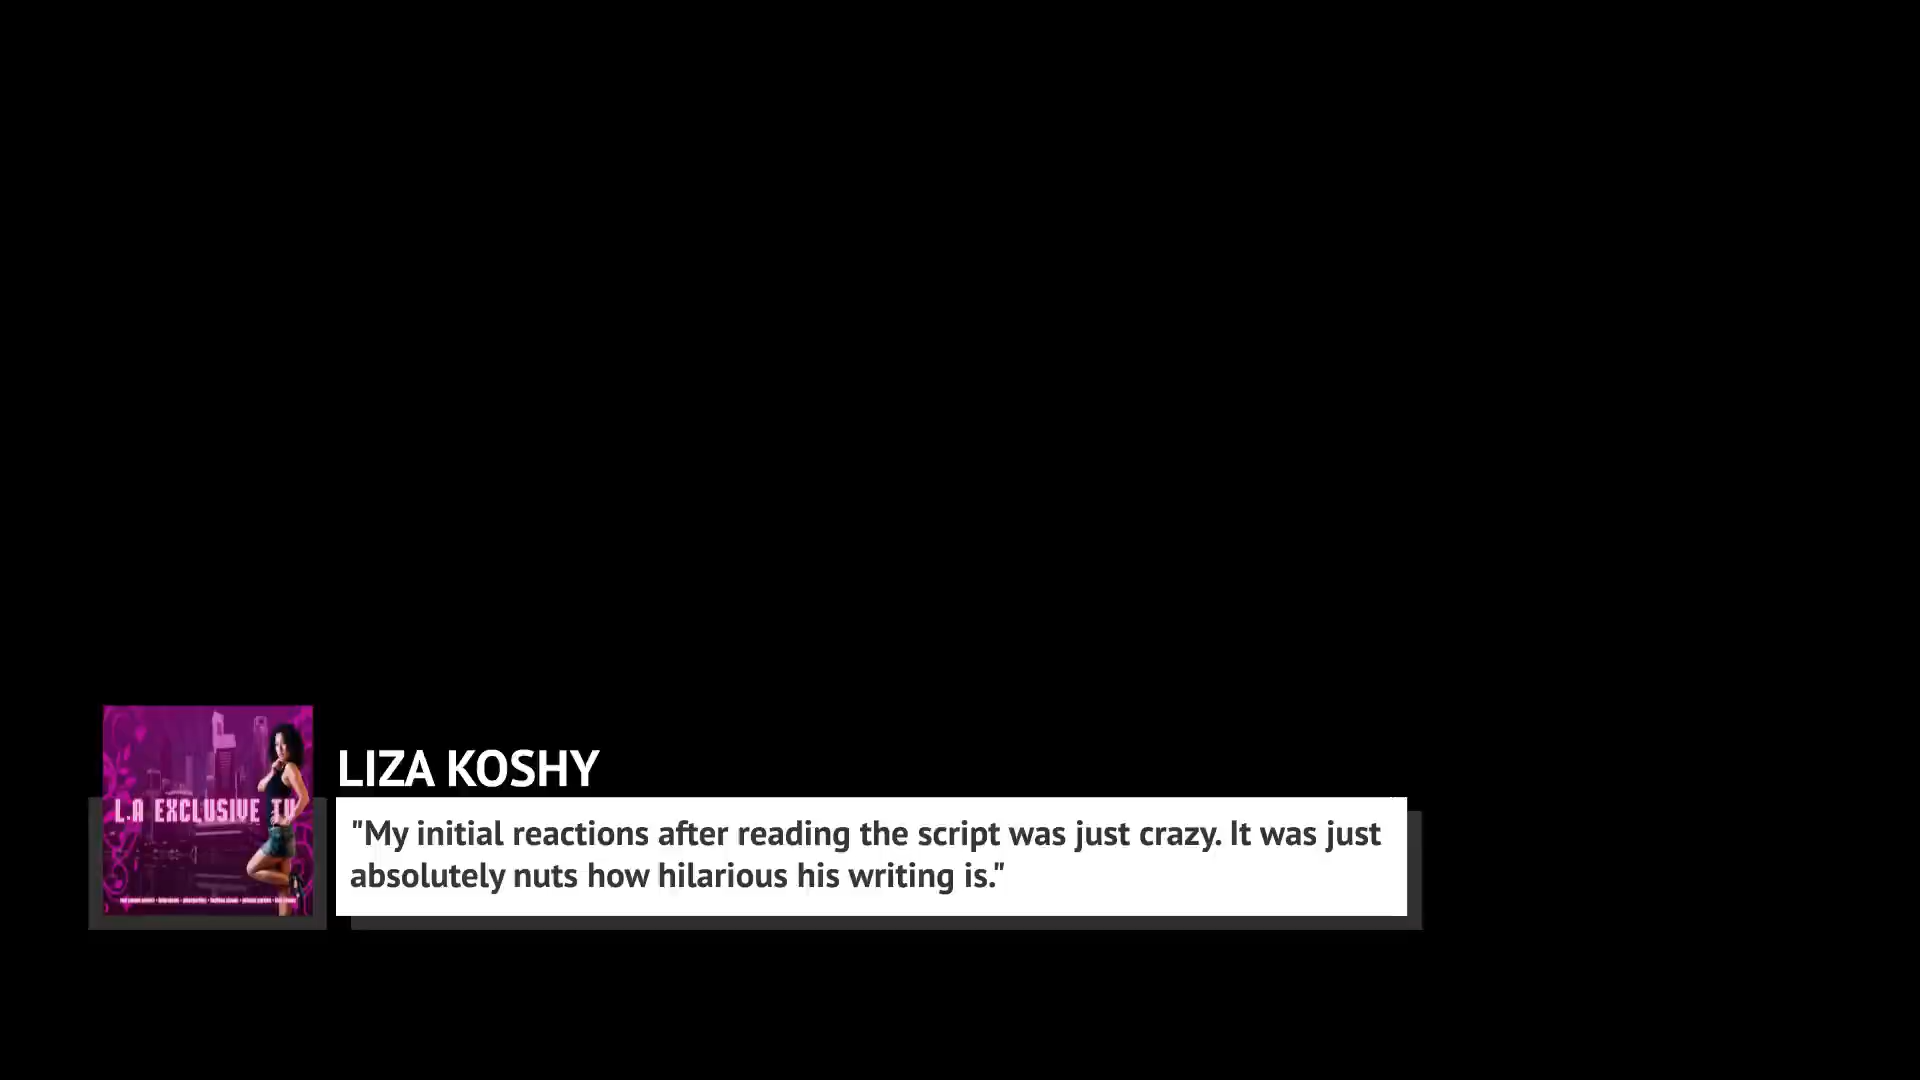 LIZA KOSHY
L.A EXCLUSIVE TV
"My initial reactions after reading the script was just crazy. It was just
absolutely nuts how hilarious his writing is."